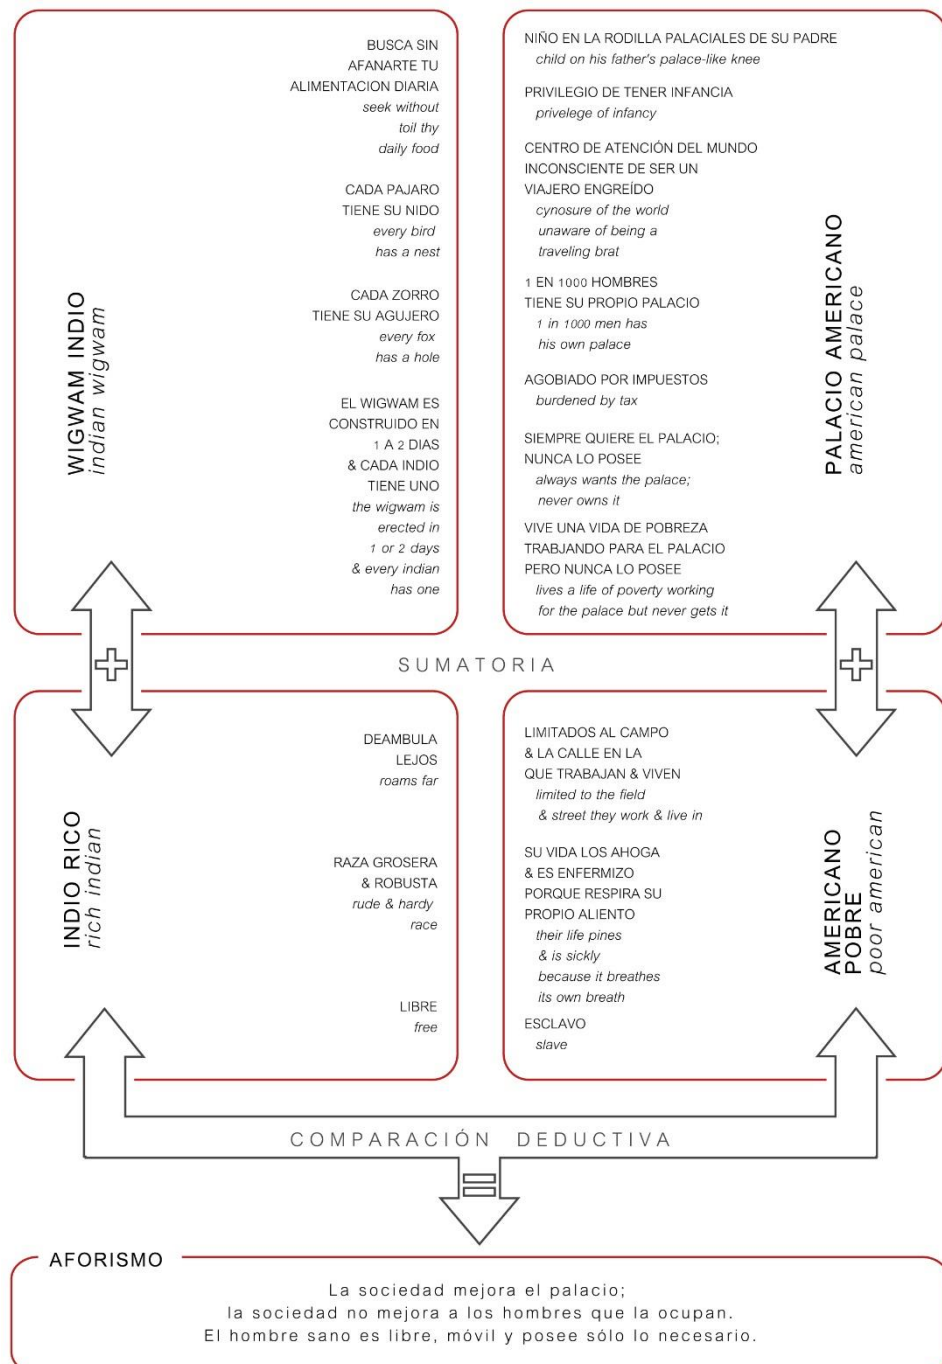 WIGWAM INDIO
indian wigwam
BUSCA SIN
AFANARTE TU
ALIMENTACION DIARIA
seek without
toil thy
daily food
CADA PAJARO
TIENE SU NIDO
every bird
has a nest
CADA ZORRO
TIENE SU AGUJERO
every fox
has a hole
EL WIGWAM ES
CONSTRUIDO EN
1 A 2 DIAS
& CADA INDIO
TIENE UNO
the wigwam is
erected in
1 or 2 days
& every indian
has one
NIÑO EN LA RODILLA PALACIALES DE SU PADRE
child on his father's palace-like knee
PRIVILEGIO DE TENER INFANCIA
privelege of infancy
CENTRO DE ATENCIÓN DEL MUNDO
INCONSCIENTE DE SER UN
VIAJERO ENGREÍDO
cynosure of the world
unaware of being a
traveling brat
1 EN 1000 HOMBRES
TIENE SU PROPIO PALACIO
1 in 1000 men has
his own palace
AGOBIADO POR IMPUESTOS
burdened by tax
SIEMPRE QUIERE EL PALACIO;
NUNCA LO POSEE
always wants the palace;
never owns it
VIVE UNA VIDA DE POBREZA
TRABJANDO PARA EL PALACIO
PERO NUNCA LO POSEE
lives a life of poverty working
for the palace but never gets it
PALACIO AMERICANO
american palace
SUMATORIA
INDIO RICO
rich indian
DEAMBULA
LEJOS
roams far
RAZA GROSERA
& ROBUSTA
rude & hardy
race
LIBRE
free
LIMITADOS AL CAMPO
& LA CALLE EN LA
QUE TRABAJAN & VIVEN
limited to the field
& street they work & live in
SU VIDA LOS AHOGA
& ES ENFERMIZO
PORQUE RESPIRA SU
PROPIO ALIENTO
their life pines
& is sickly
because it breathes
its own breath
ESCLAVO
slave
AMERICANO
POBRE
poor american
COMPARACIÓN DEDUCTIVA
AFORISMO
La sociedad mejora el palacio;
la sociedad no mejora a los hombres que la ocupan.
El hombre sano es libre, móvil y posee sólo lo necesario.